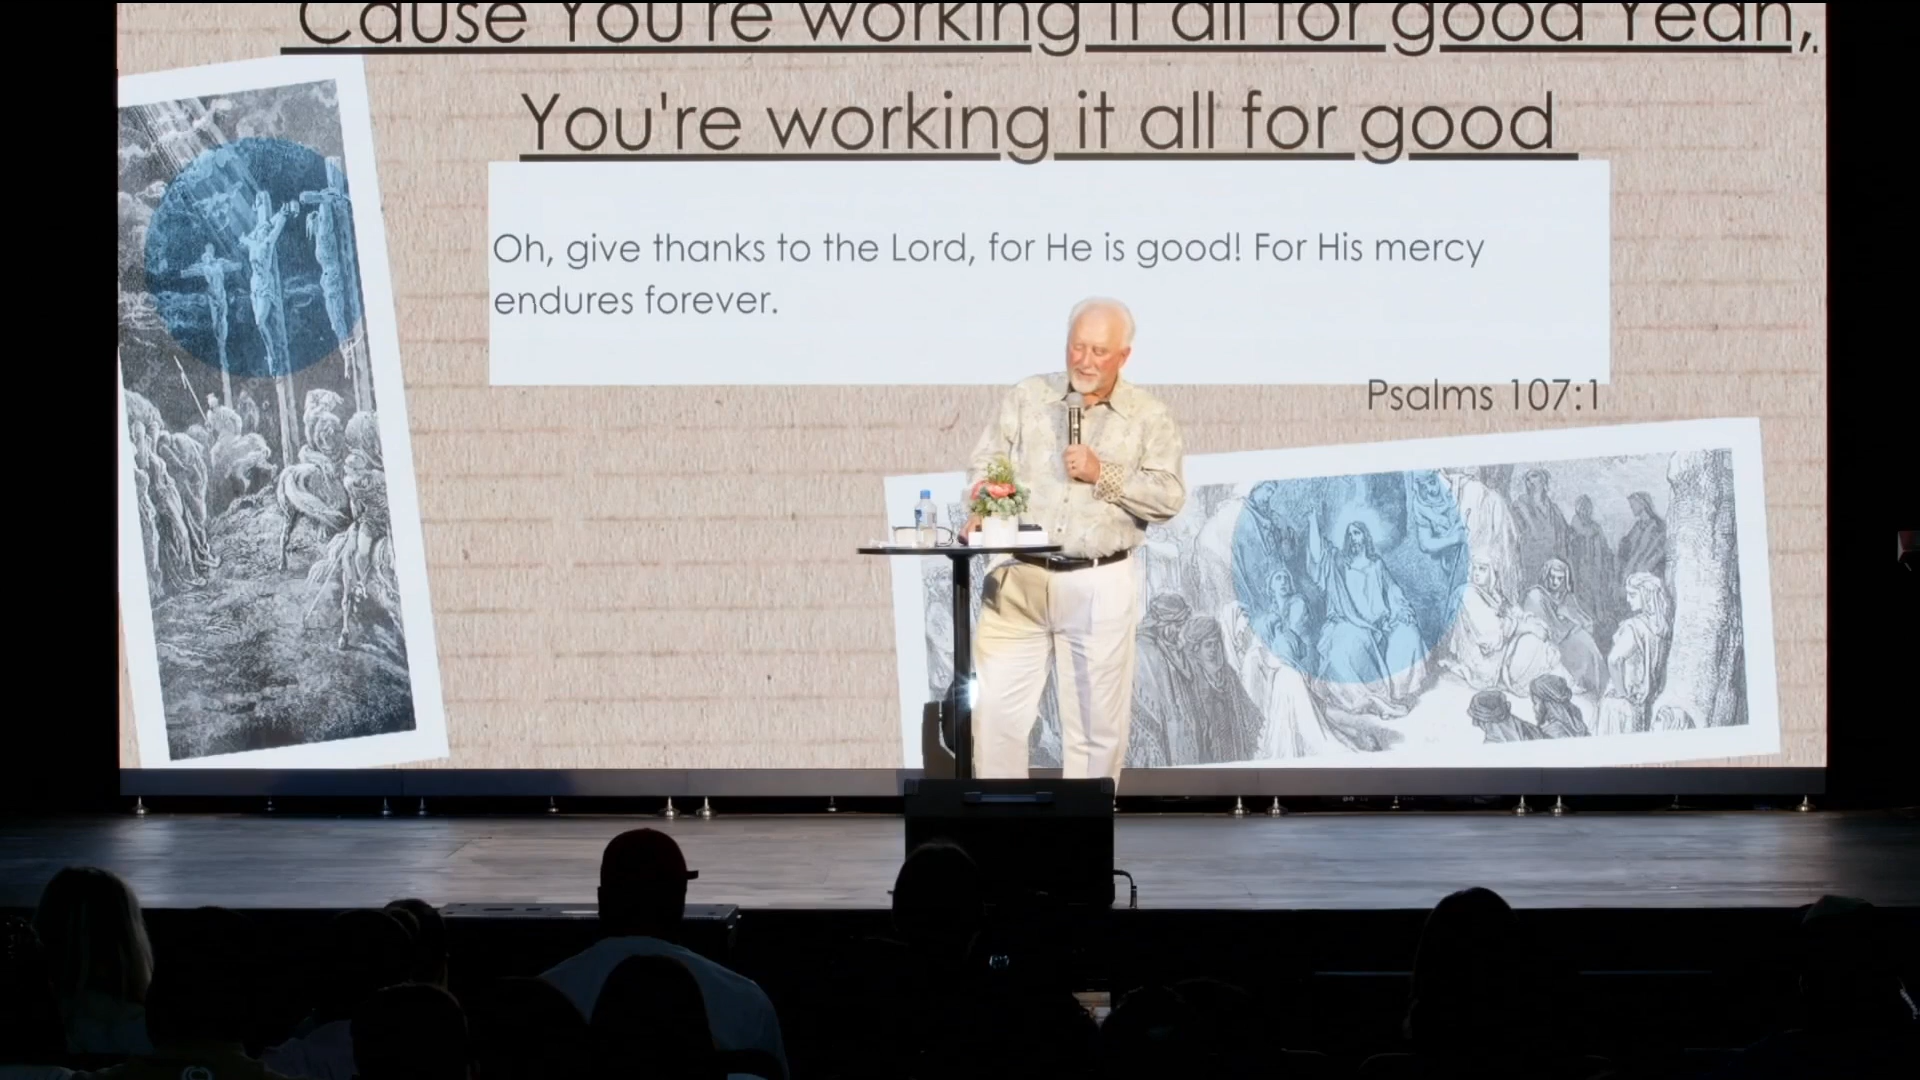 Cause You're working it all for good Yeah,
You're working it all for good
Oh, give thanks to the Lord, for He is good! For His mercy
endures forever.
Psalms 107:1